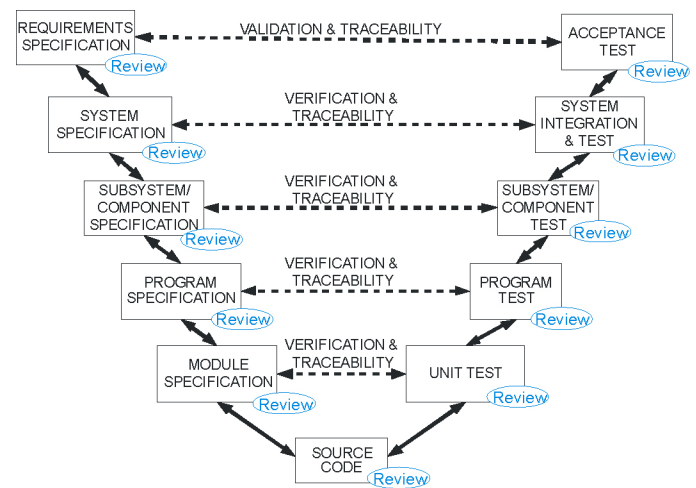 REQUIREMENTS
SPECIFICATION
Review
VALIDATION & TRACEABILITY
ACCEPTANCE
TEST
Review
SYSTEM
SPECIFICATION
Review
VERIFICATION &
TRACEABILITY
SYSTEM
INTEGRATION
& TEST
Review
SUBSYSTEM/
COMPONENT
SPECIFICATION
Review
VERIFICATION &
TRACEABILITY
SUBSYSTEM/
COMPONENT
TEST
Review
PROGRAM
SPECIFICATION
Review
VERIFICATION &
TRACEABILITY
PROGRAM
TEST
Review
MODULE
SPECIFICATION
Review
VERIFICATION &
TRACEABILITY
UNIT TEST
Review
SOURCE
CODE
Review